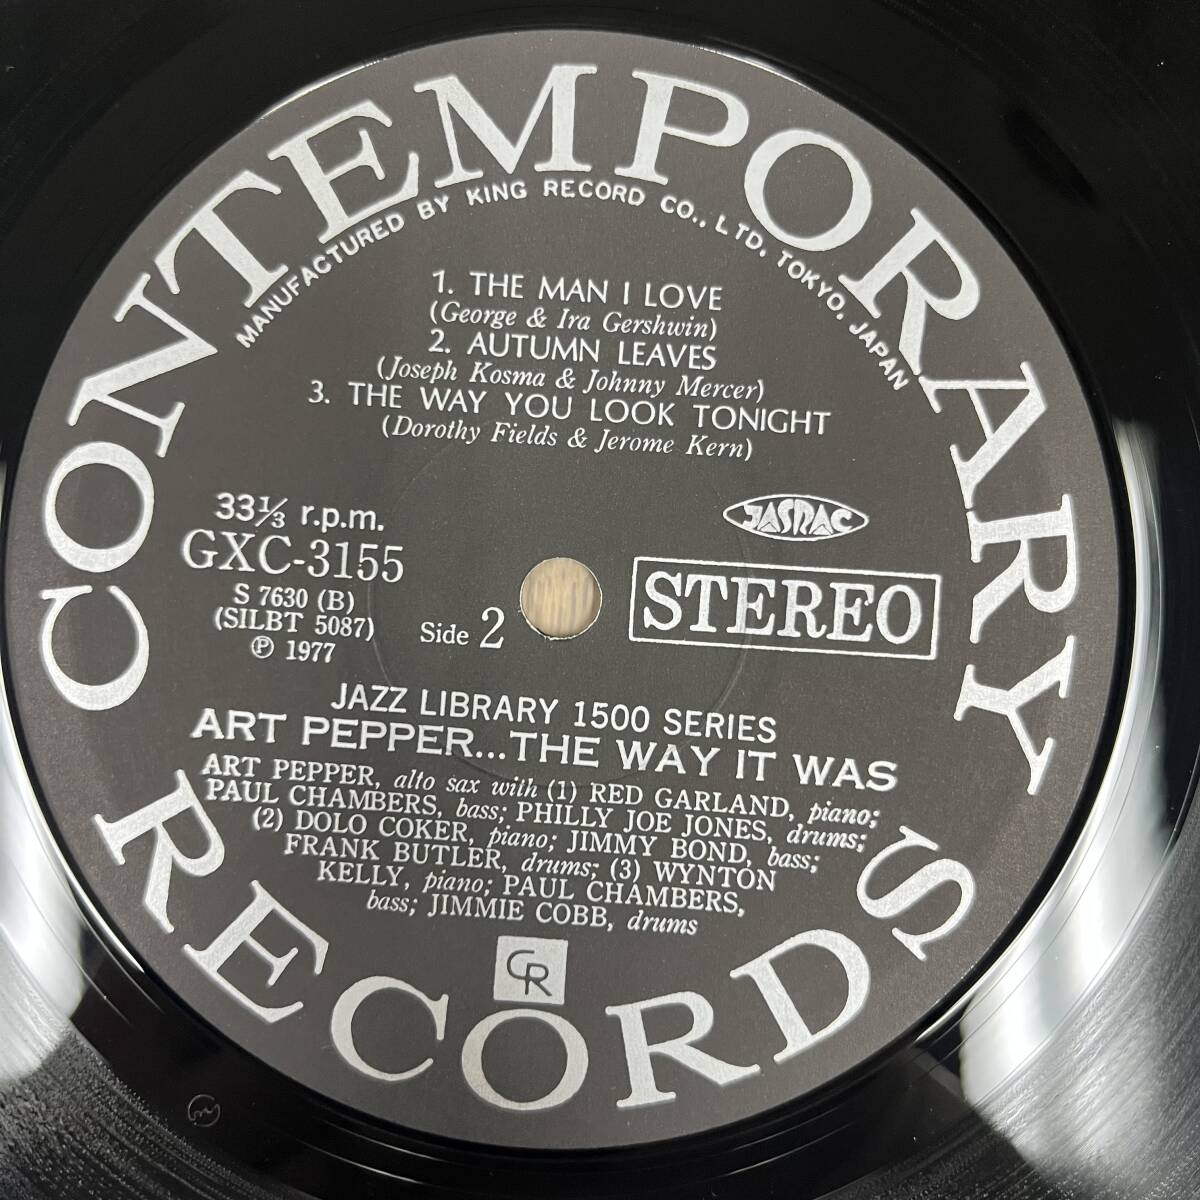 CONTEMPORARY
MANUFACTURED BY KING RECORD CO., LTD. TOKYO, JAPAN
1. THE MAN I LOVE
(George & Ira Gershwin)
2. AUTUMN LEAVES
(Joseph Kosma & Johnny Mercer)
3. THE WAY YOU LOOK TONIGHT
(Dorothy Fields & Jerome Kern)
33⅓ r.p.m.
GXC-3155
S 7630 (B)
(SILBT 5087)
Ⓟ 1977
Side 2
JASRAC
STEREO
JAZZ LIBRARY 1500 SERIES
ART PEPPER...THE WAY IT WAS
ART PEPPER, alto sax with (1) RED GARLAND, piano;
PAUL CHAMBERS, bass; PHILLY JOE JONES, drums;
(2) DOLO COKER, piano; JIMMY BOND, bass;
FRANK BUTLER, drums; (3) WYNTON
KELLY, piano; PAUL CHAMBERS,
bass; JIMMIE COBB, drums
CR
RECORDS